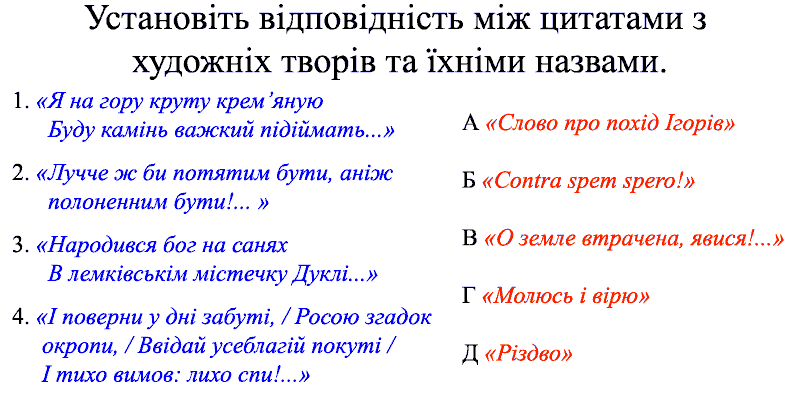 Установіть відповідність між цитатами з
художніх творів та їхніми назвами.
1. «Я на гору круту крем’яную
Буду камінь важкий підіймать...»
2. «Лучче ж би потятим бути, аніж
полоненним бути!... »
3. «Народився бог на санях
В лемківськім містечку Дуклі...»
4. «І поверни у дні забуті, / Росою згадок
окропи, / Ввідай усеблагій покуті /
І тихо вимов: лихо спи!...»
А «Слово про похід Ігорів»
Б «Contra spem spero!»
В «О земле втрачена, явися!...»
Г «Молюсь і вірю»
Д «Різдво»